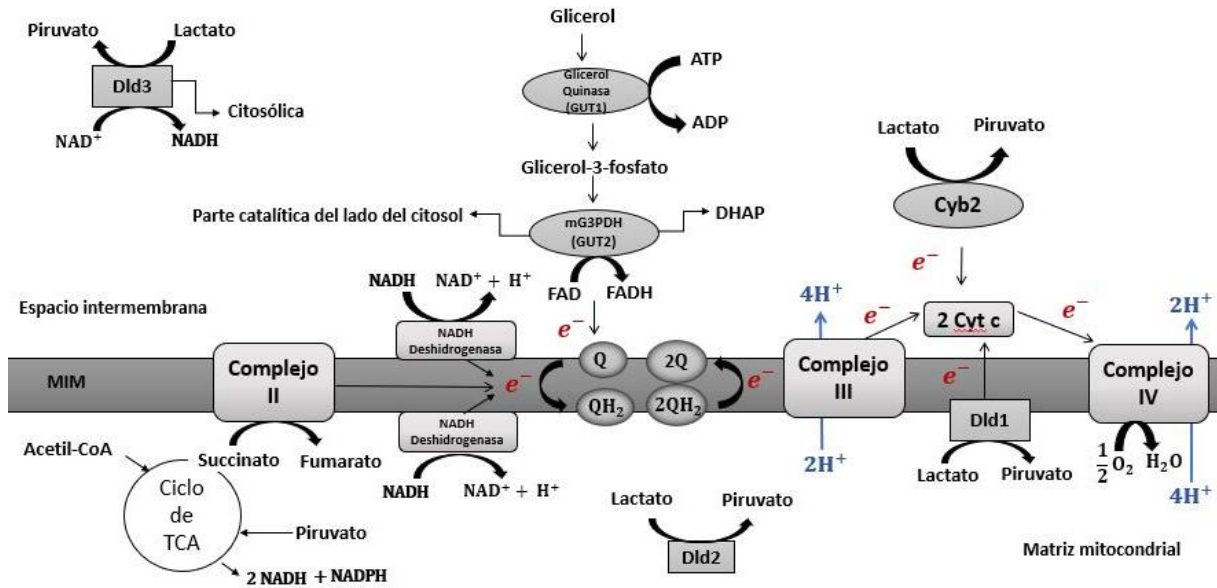 Piruvato
Lactato
Dld3
Citosólica
NAD⁺
NADH
Glicerol
Glicerol
Quinasa
(GUT1)
ATP
ADP
Glicerol-3-fosfato
Parte catalítica del lado del citosol
mG3PDH
(GUT2)
DHAP
FAD
FADH
Lactato
Piruvato
Cyb2
e⁻
Espacio intermembrana
NADH
NAD⁺ + H⁺
NADH
Deshidrogenasa
e⁻
4H⁺
e⁻
2 Cyt c
e⁻
2H⁺
MIM
Complejo
II
e⁻
Q
2Q
QH₂
2QH₂
e⁻
Complejo
III
e⁻
Complejo
IV
NADH
Deshidrogenasa
Dld1
Acetil-CoA
Succinato
Fumarato
NADH
NAD⁺ + H⁺
2H⁺
Lactato
Piruvato
1/2 O₂
H₂O
4H⁺
Ciclo
de
TCA
Piruvato
2 NADH + NADPH
Lactato
Piruvato
Dld2
Matriz mitocondrial